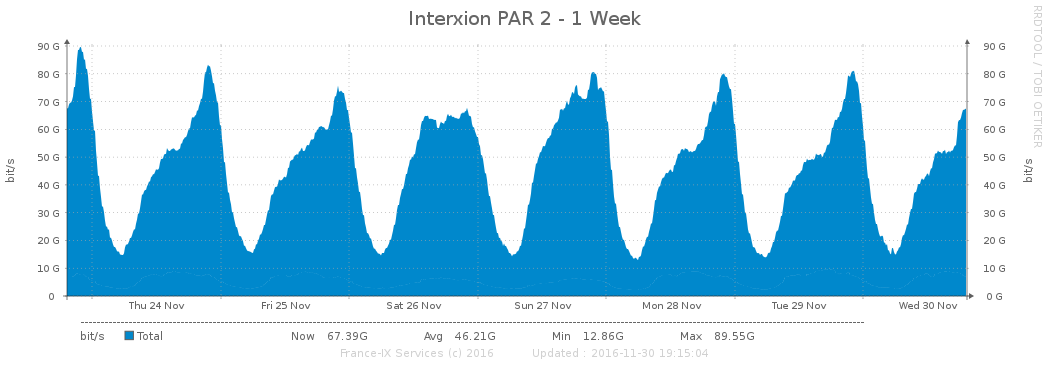 Interxion PAR 2 - 1 Week
RRDTOOL / TOBI OETIKER
bit/s
90 G
80 G
70 G
60 G
50 G
40 G
30 G
20 G
10 G
0
90 G
80 G
70 G
60 G
50 G
40 G
30 G
20 G
10 G
0 G
bit/s
Thu 24 Nov Fri 25 Nov Sat 26 Nov Sun 27 Nov Mon 28 Nov Tue 29 Nov Wed 30 Nov
bit/s Total Now 67.39G Avg 46.21G Min 12.86G Max 89.55G
France-IX Services (c) 2016 Updated : 2016-11-30 19:15:04